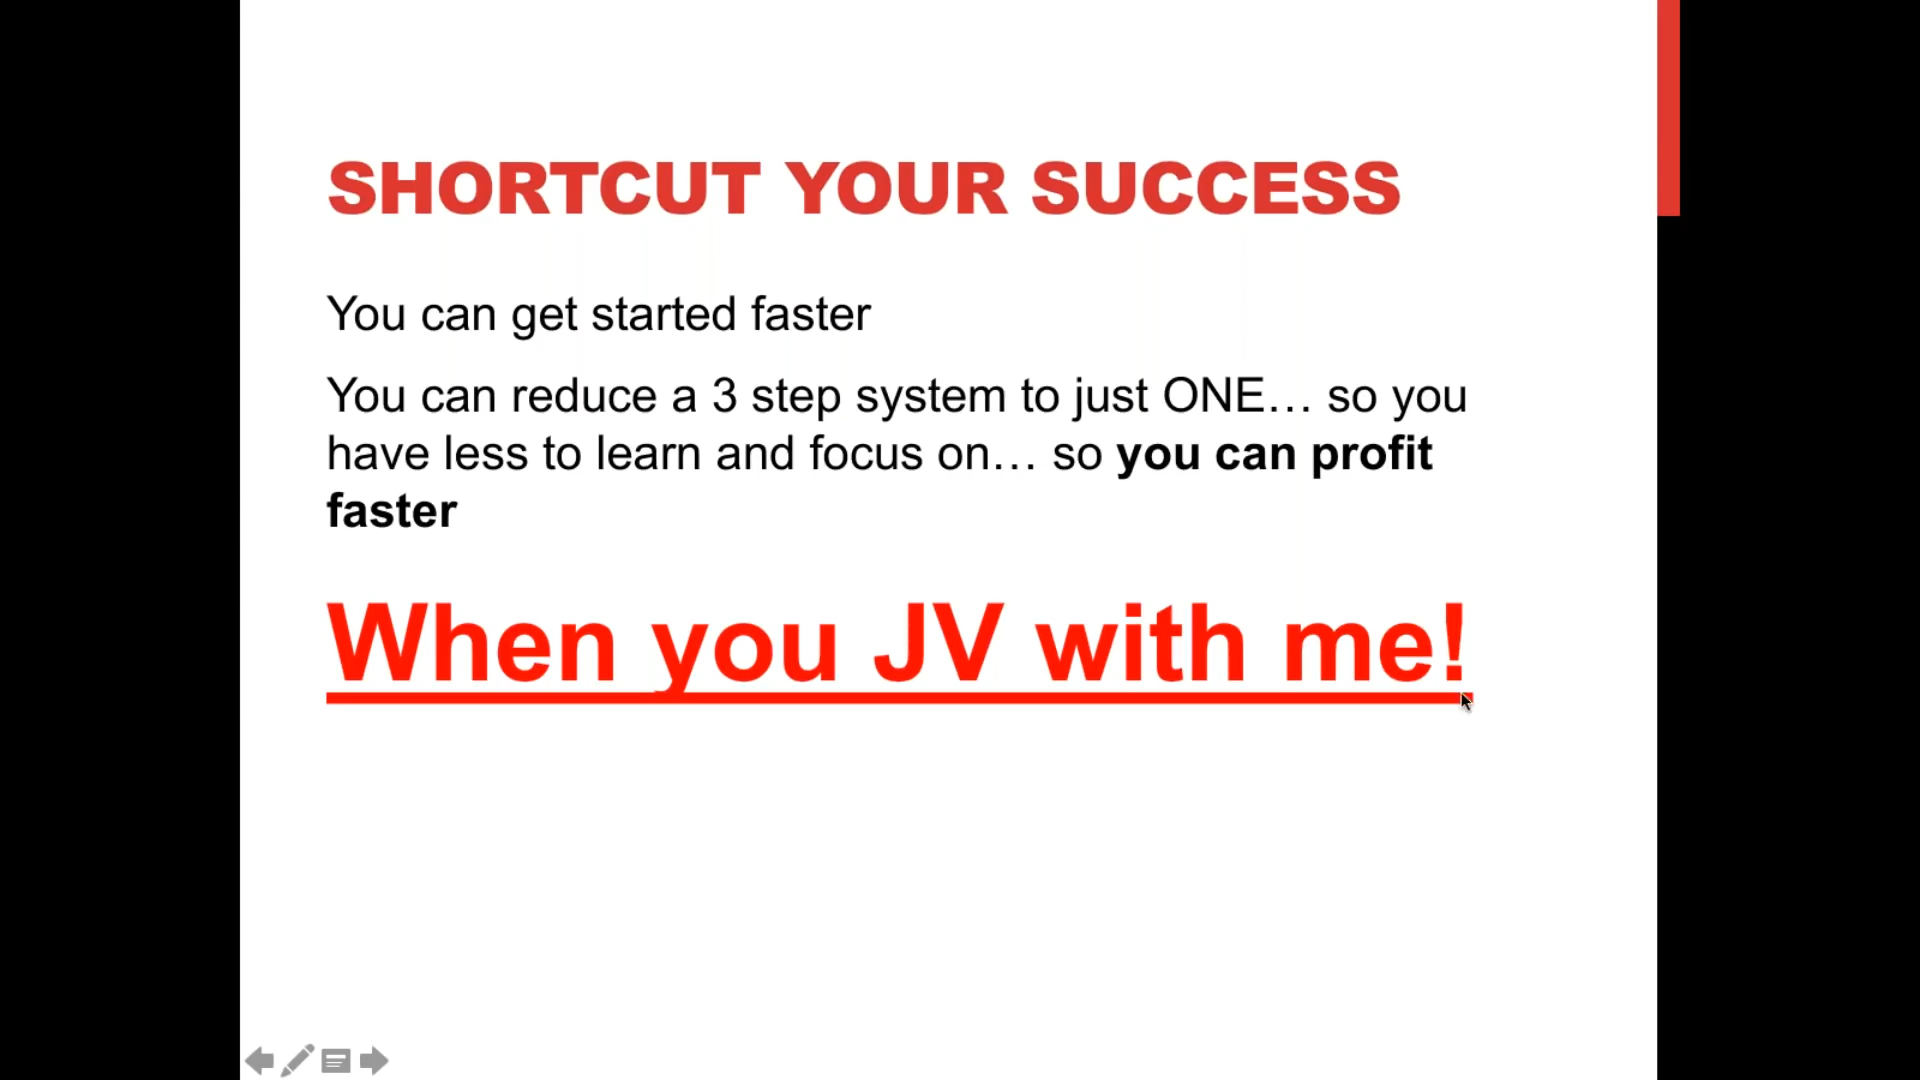 SHORTCUT YOUR SUCCESS
You can get started faster
You can reduce a 3 step system to just ONE… so you
have less to learn and focus on… so you can profit
faster
When you JV with me!